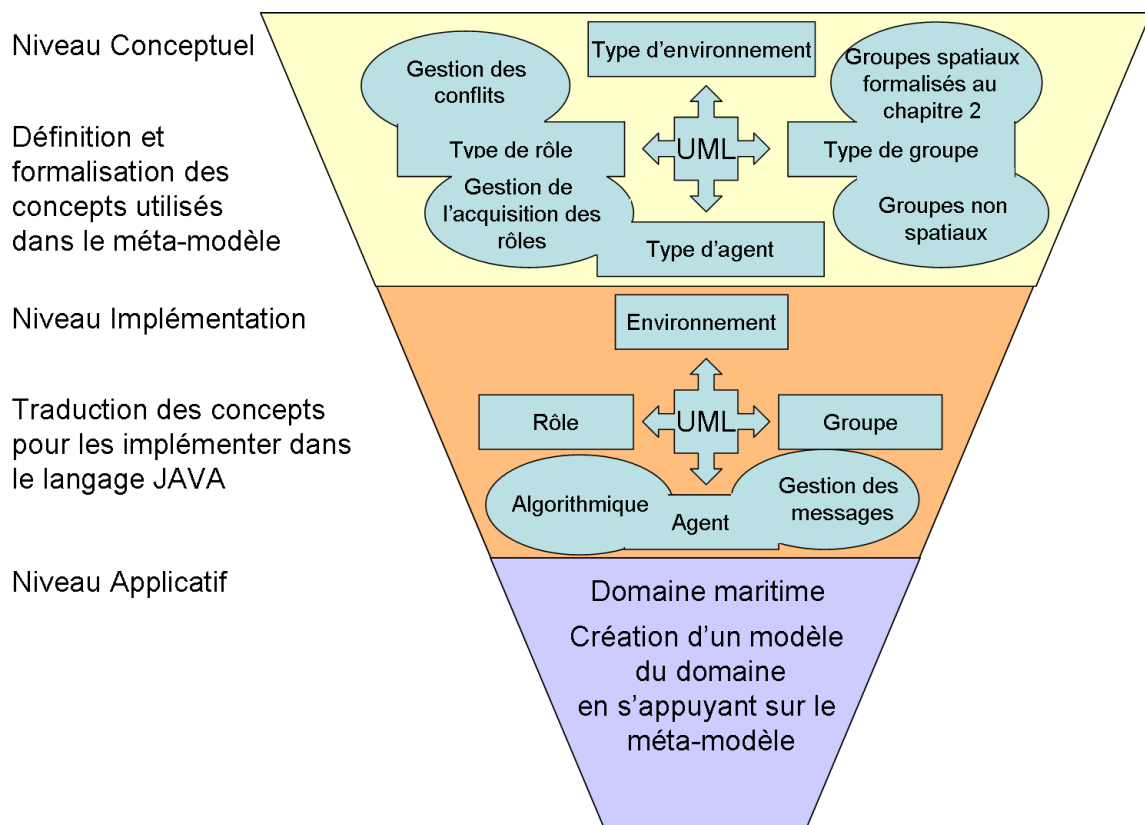 Niveau Conceptuel
Définition et
formalisation des
concepts utilisés
dans le méta-modèle
Type d'environnement
Gestion des
conflits
Groupes spatiaux
formalisés au
chapitre 2
Type de rôle
UML
Type de groupe
Gestion de
l'acquisition des
rôles
Groupes non
spatiaux
Type d'agent
Niveau Implémentation
Traduction des concepts
pour les implémenter dans
le langage JAVA
Environnement
Rôle
UML
Groupe
Algorithmique
Agent
Gestion des
messages
Niveau Applicatif
Domaine maritime
Création d'un modèle
du domaine
en s'appuyant sur le
méta-modèle